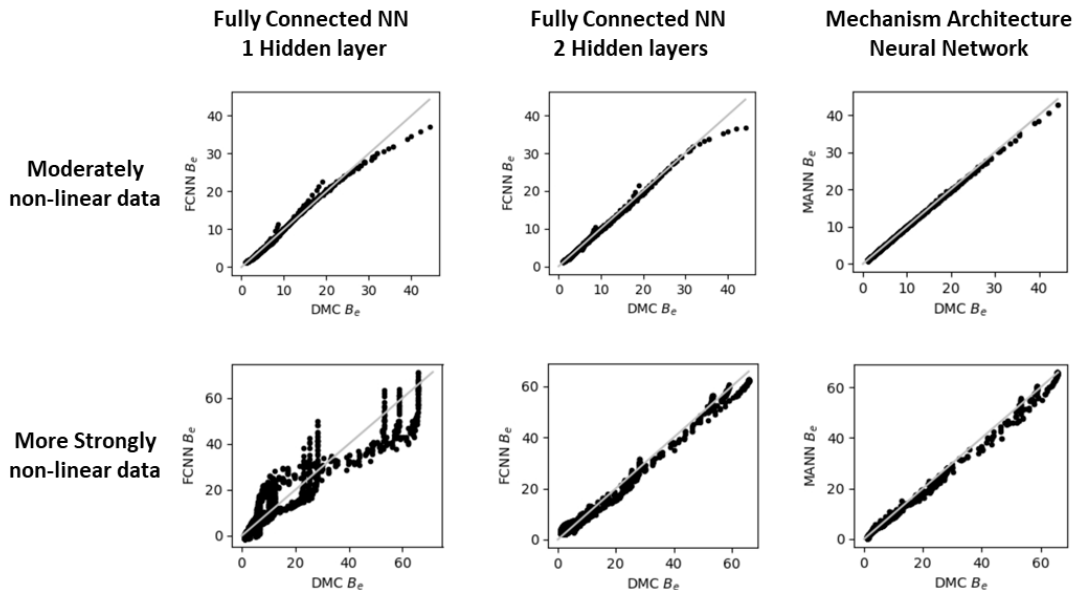 Fully Connected NN
1 Hidden layer
Fully Connected NN
2 Hidden layers
Mechanism Architecture
Neural Network
Moderately
non-linear data
FCNN Be
40
30
20
10
0
0 10 20 30 40
DMC Be
FCNN Be
40
30
20
10
0
0 10 20 30 40
DMC Be
MANN Be
40
30
20
10
0
0 10 20 30 40
DMC Be
More Strongly
non-linear data
FCNN Be
60
40
20
0
0 20 40 60
DMC Be
FCNN Be
60
40
20
0
0 20 40 60
DMC Be
MANN Be
60
40
20
0
0 20 40 60
DMC Be